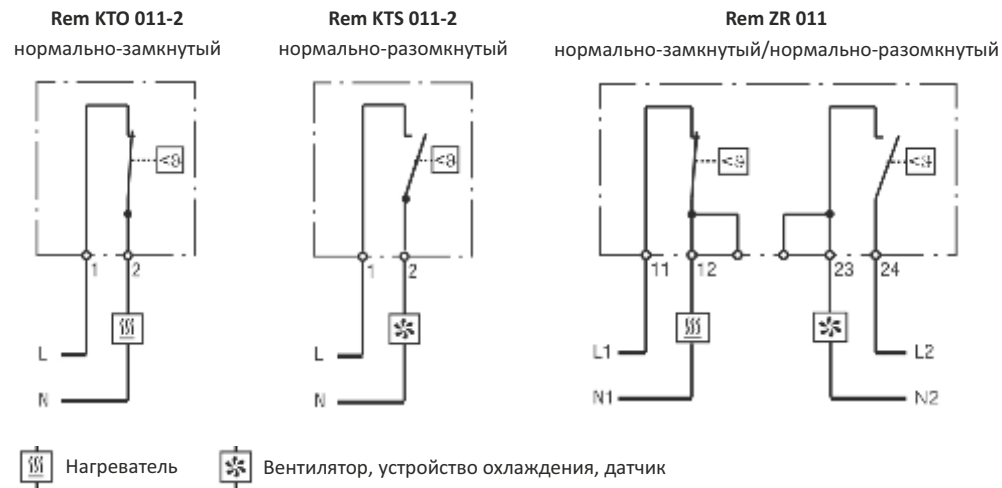 Rem KTO 011-2
нормально-замкнутый
Rem KTS 011-2
нормально-разомкнутый
Rem ZR 011
нормально-замкнутый/нормально-разомкнутый
<ϑ
<ϑ
<ϑ
<ϑ
1 2
1 2
11 12 23 24
L
N
L
N
L1
N1
L2
N2
Нагреватель
Вентилятор, устройство охлаждения, датчик